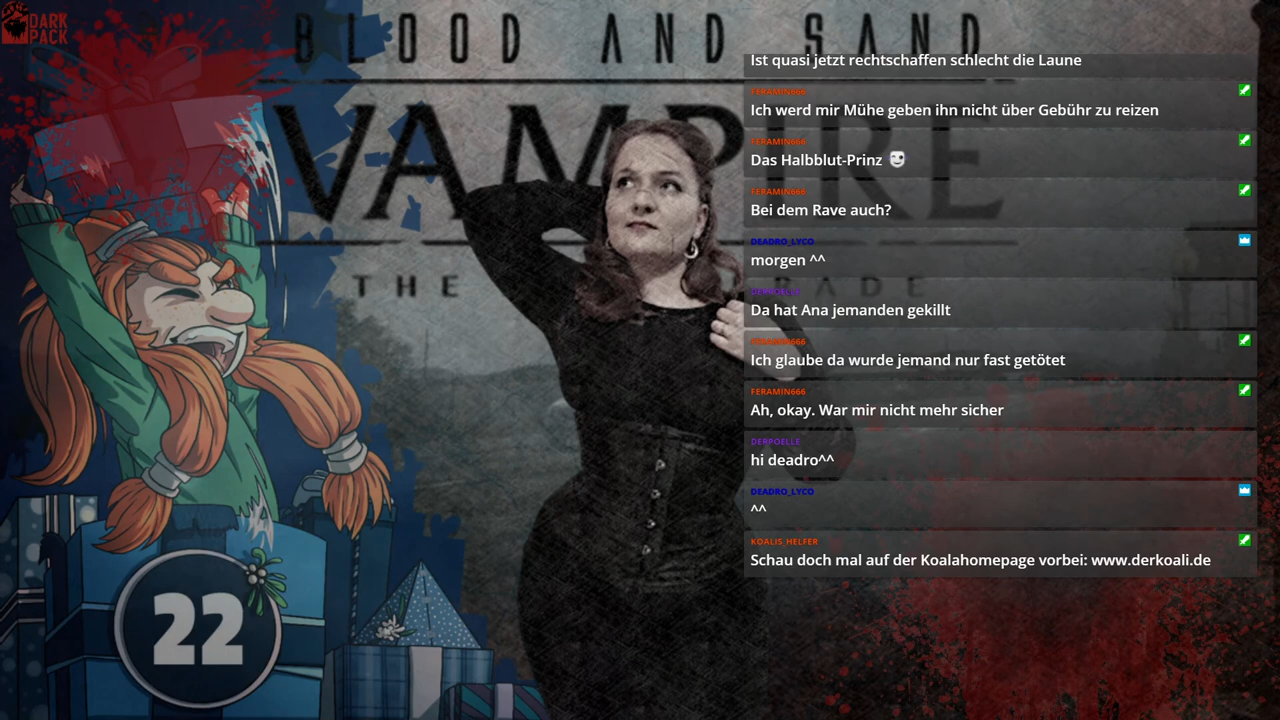 DARK
PACK
BLOOD AND SAND
VAMPIRE
THE
RADE
Ist quasi jetzt rechtschaffen schlecht die Laune
FERAMIN666
Ich werd mir Mühe geben ihn nicht über Gebühr zu reizen
FERAMIN666
Das Halbblut-Prinz
FERAMIN666
Bei dem Rave auch?
DEADRO_LYCO
morgen ^^
DERPOELLE
Da hat Ana jemanden gekillt
FERAMIN666
Ich glaube da wurde jemand nur fast getötet
FERAMIN666
Ah, okay. War mir nicht mehr sicher
DERPOELLE
hi deadro^^
DEADRO_LYCO
^^
KOALIS_HELFER
Schau doch mal auf der Koalahomepage vorbei: www.derkoali.de
22